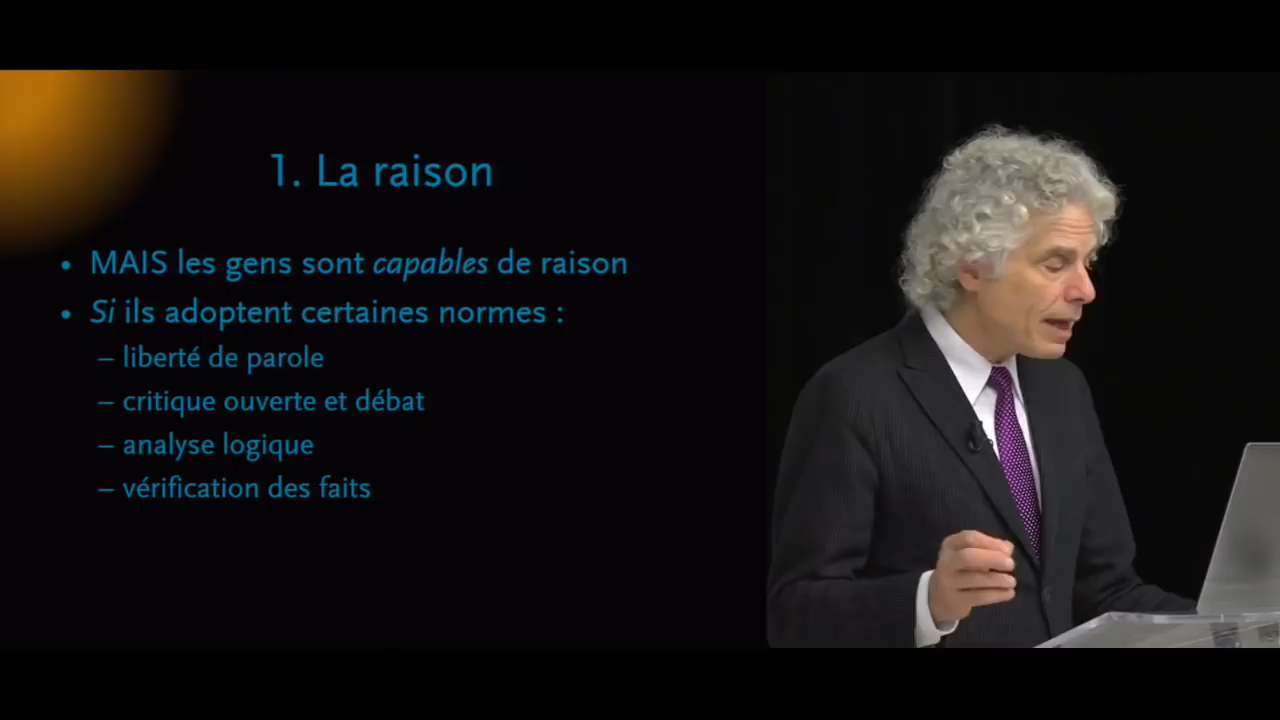 1. La raison
• MAIS les gens sont capables de raison
• Si ils adoptent certaines normes :
– liberté de parole
– critique ouverte et débat
– analyse logique
– vérification des faits